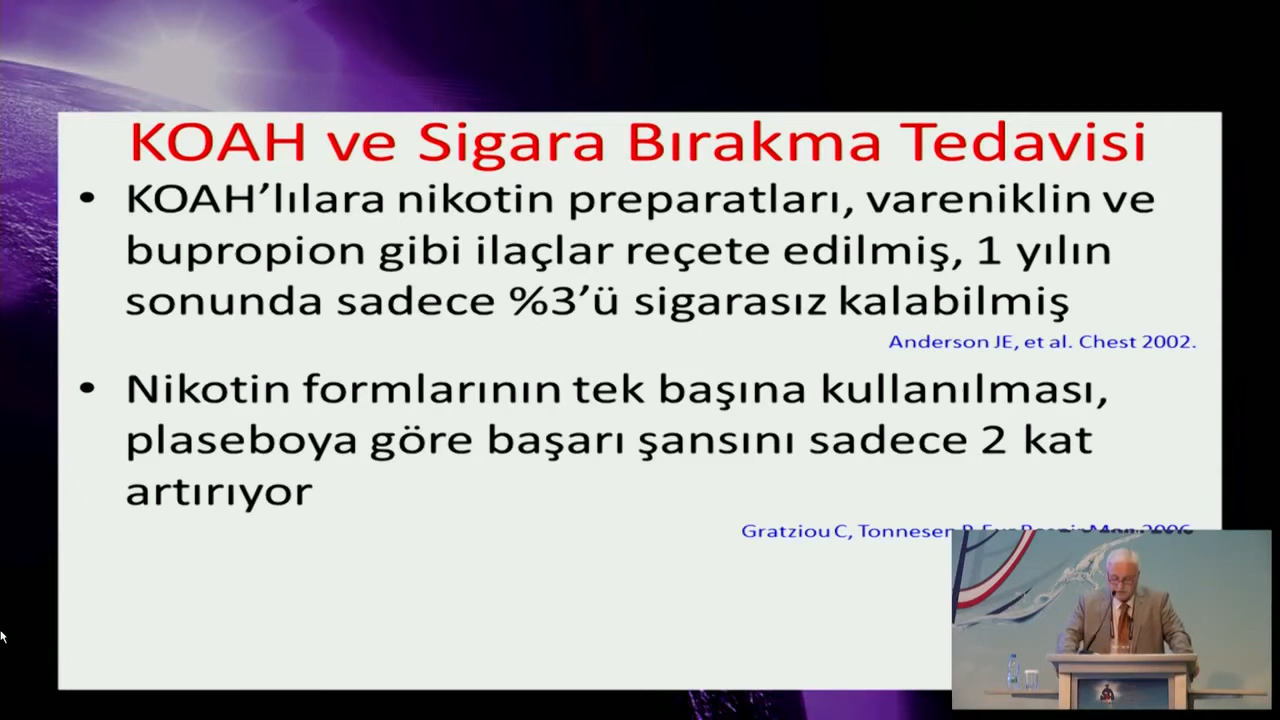 KOAH ve Sigara Bırakma Tedavisi
• KOAH’lılara nikotin preparatları, vareniklin ve
bupropion gibi ilaçlar reçete edilmiş, 1 yılın
sonunda sadece %3’ü sigarasız kalabilmiş
Anderson JE, et al. Chest 2002.
• Nikotin formlarının tek başına kullanılması,
plaseboya göre başarı şansını sadece 2 kat
artırıyor
Gratziou C,